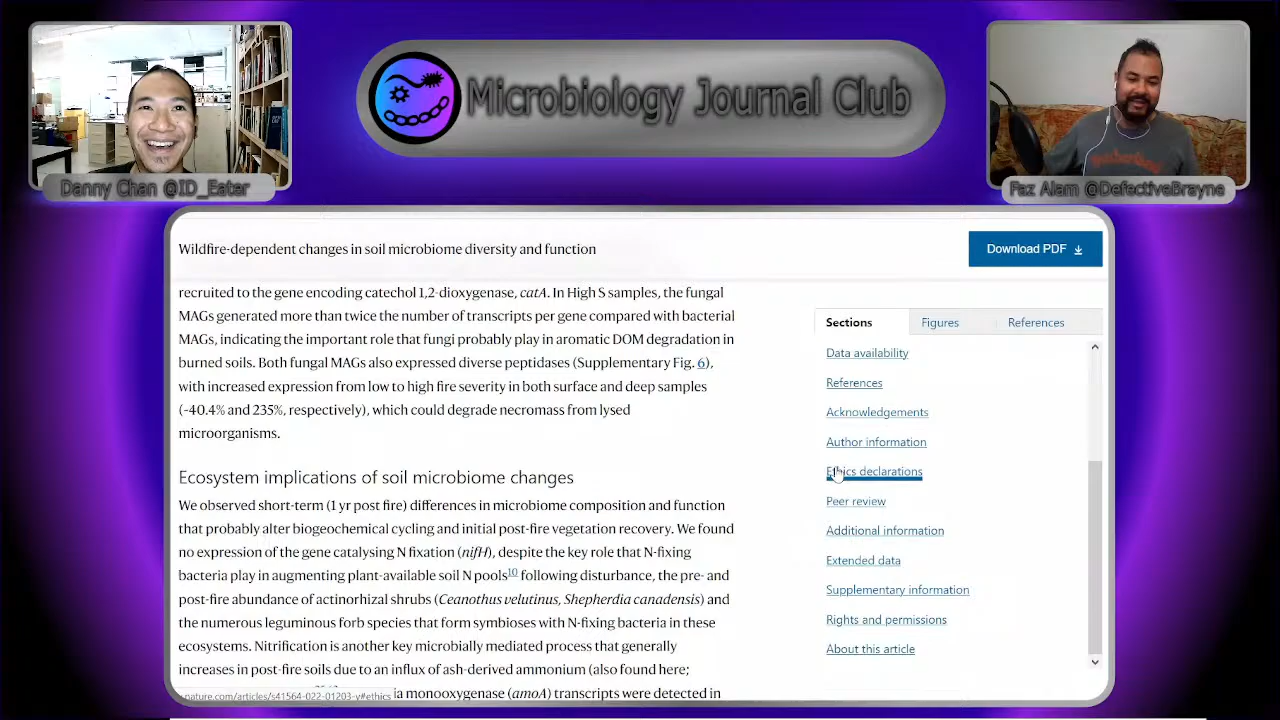 Microbiology Journal Club
Danny Chan @ID_Eater
Faz Alam @DefectiveBrayne
Wildfire-dependent changes in soil microbiome diversity and function
Download PDF
recruited to the gene encoding catechol 1,2-dioxygenase, catA. In High S samples, the fungal
MAGs generated more than twice the number of transcripts per gene compared with bacterial
MAGs, indicating the important role that fungi probably play in aromatic DOM degradation in
burned soils. Both fungal MAGs also expressed diverse peptidases (Supplementary Fig. 6),
with increased expression from low to high fire severity in both surface and deep samples
(~40.4% and 235%, respectively), which could degrade necromass from lysed
microorganisms.
Ecosystem implications of soil microbiome changes
We observed short-term (1 yr post fire) differences in microbiome composition and function
that probably alter biogeochemical cycling and initial post-fire vegetation recovery. We found
no expression of the gene catalysing N fixation (nifH), despite the key role that N-fixing
bacteria play in augmenting plant-available soil N pools10 following disturbance, the pre- and
post-fire abundance of actinorhizal shrubs (Ceanothus velutinus, Shepherdia canadensis) and
the numerous leguminous forb species that form symbioses with N-fixing bacteria in these
ecosystems. Nitrification is another key microbially mediated process that generally
increases in post-fire soils due to an influx of ash-derived ammonium (also found here;
ia monooxygenase (amoA) transcripts were detected in
.nature.com/articles/s41564-022-01203-y#ethics
Sections
Figures
References
Data availability
References
Acknowledgements
Author information
Ethics declarations
Peer review
Additional information
Extended data
Supplementary information
Rights and permissions
About this article